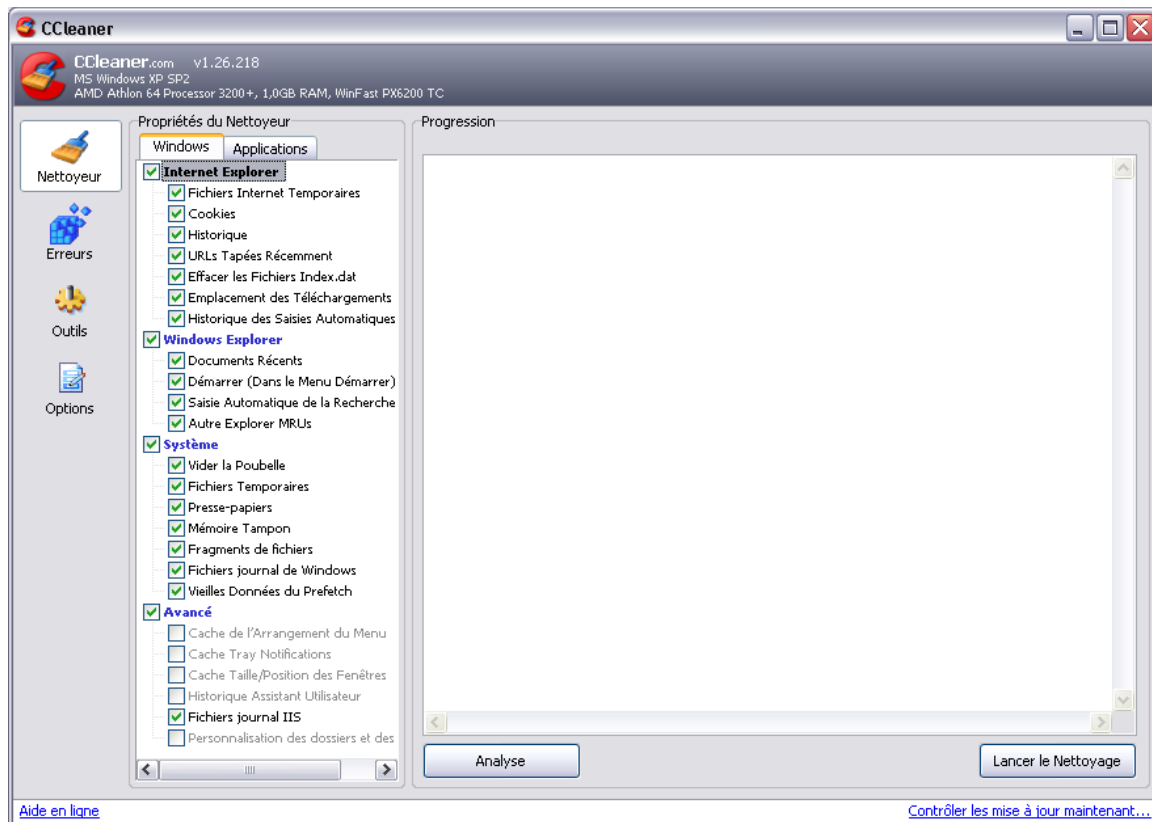 CCleaner
CCleaner.com v1.26.218
MS Windows XP SP2
AMD Athlon 64 Processor 3200+, 1,0GB RAM, WinFast PX6200 TC
Nettoyeur
Erreurs
Outils
Options
Propriétés du Nettoyeur
Windows Applications
Internet Explorer
Fichiers Internet Temporaires
Cookies
Historique
URLs Tapées Récemment
Effacer les Fichiers Index.dat
Emplacement des Téléchargements
Historique des Saisies Automatiques
Windows Explorer
Documents Récents
Démarrer (Dans le Menu Démarrer)
Saisie Automatique de la Recherche
Autre Explorer MRUs
Système
Vider la Poubelle
Fichiers Temporaires
Presse-papiers
Mémoire Tampon
Fragments de fichiers
Fichiers journal de Windows
Vieilles Données du Prefetch
Avancé
Cache de l'Arrangement du Menu
Cache Tray Notifications
Cache Taille/Position des Fenêtres
Historique Assistant Utilisateur
Fichiers journal IIS
Personnalisation des dossiers et des
Progression
Analyse
Lancer le Nettoyage
Aide en ligne
Contrôler les mise à jour maintenant...